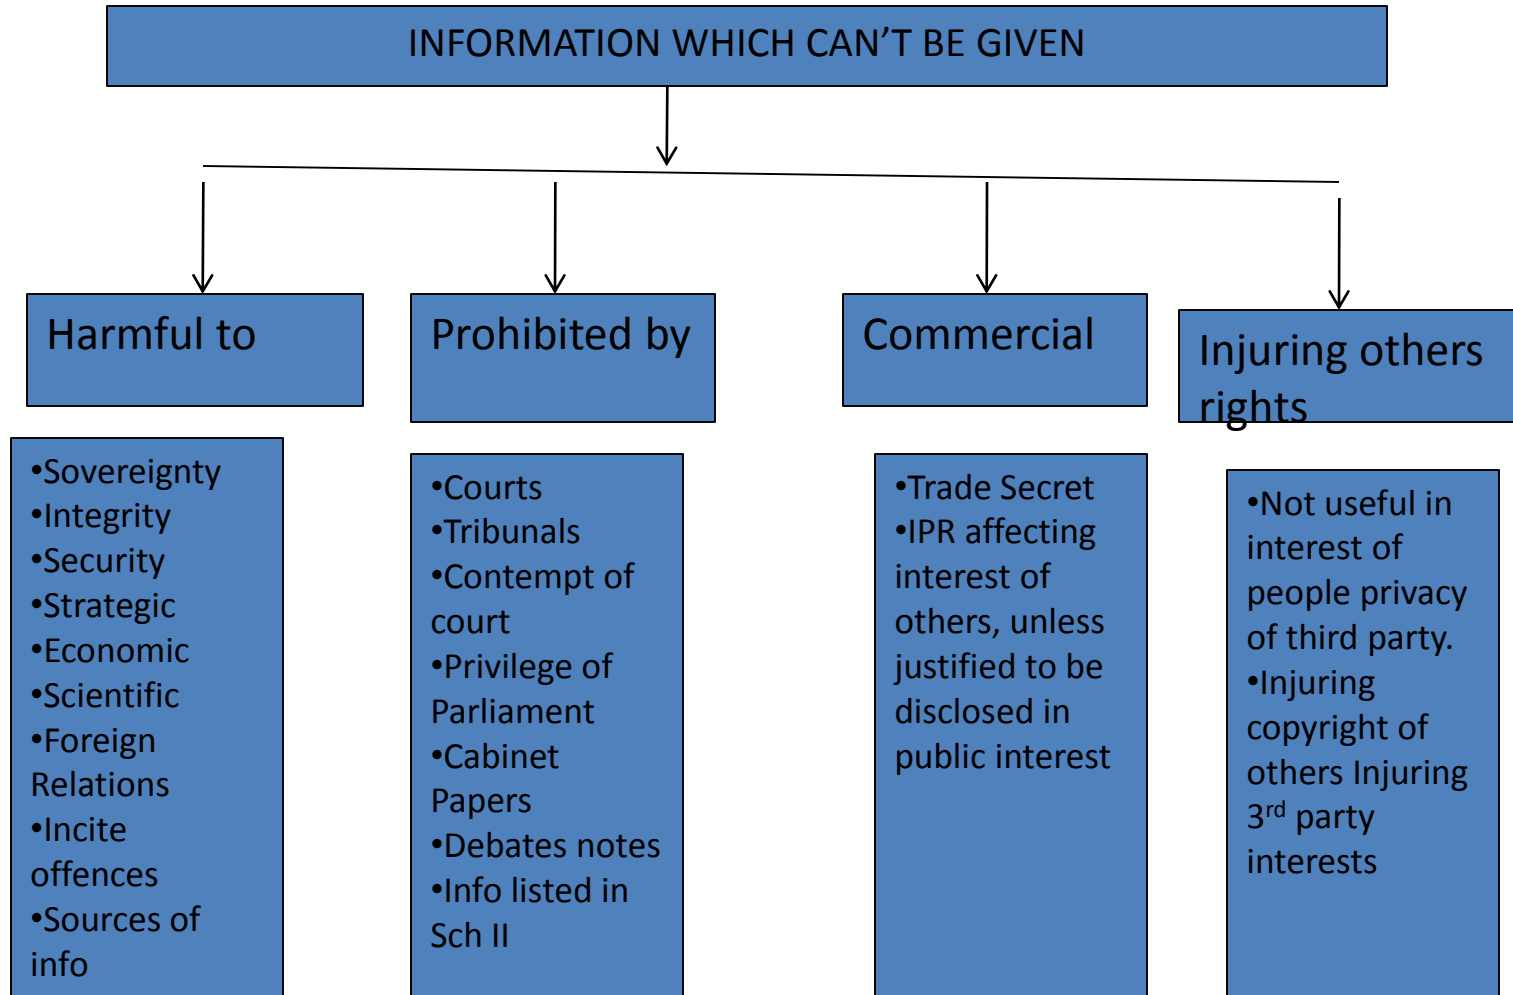 INFORMATION WHICH CAN’T BE GIVEN
Harmful to
•Sovereignty
•Integrity
•Security
•Strategic
•Economic
•Scientific
•Foreign
Relations
•Incite
offences
•Sources of
info
Prohibited by
•Courts
•Tribunals
•Contempt of
court
•Privilege of
Parliament
•Cabinet
Papers
•Debates notes
•Info listed in
Sch II
Commercial
•Trade Secret
•IPR affecting
interest of
others, unless
justified to be
disclosed in
public interest
Injuring others
rights
•Not useful in
interest of
people privacy
of third party.
•Injuring
copyright of
others Injuring
3rd party
interests